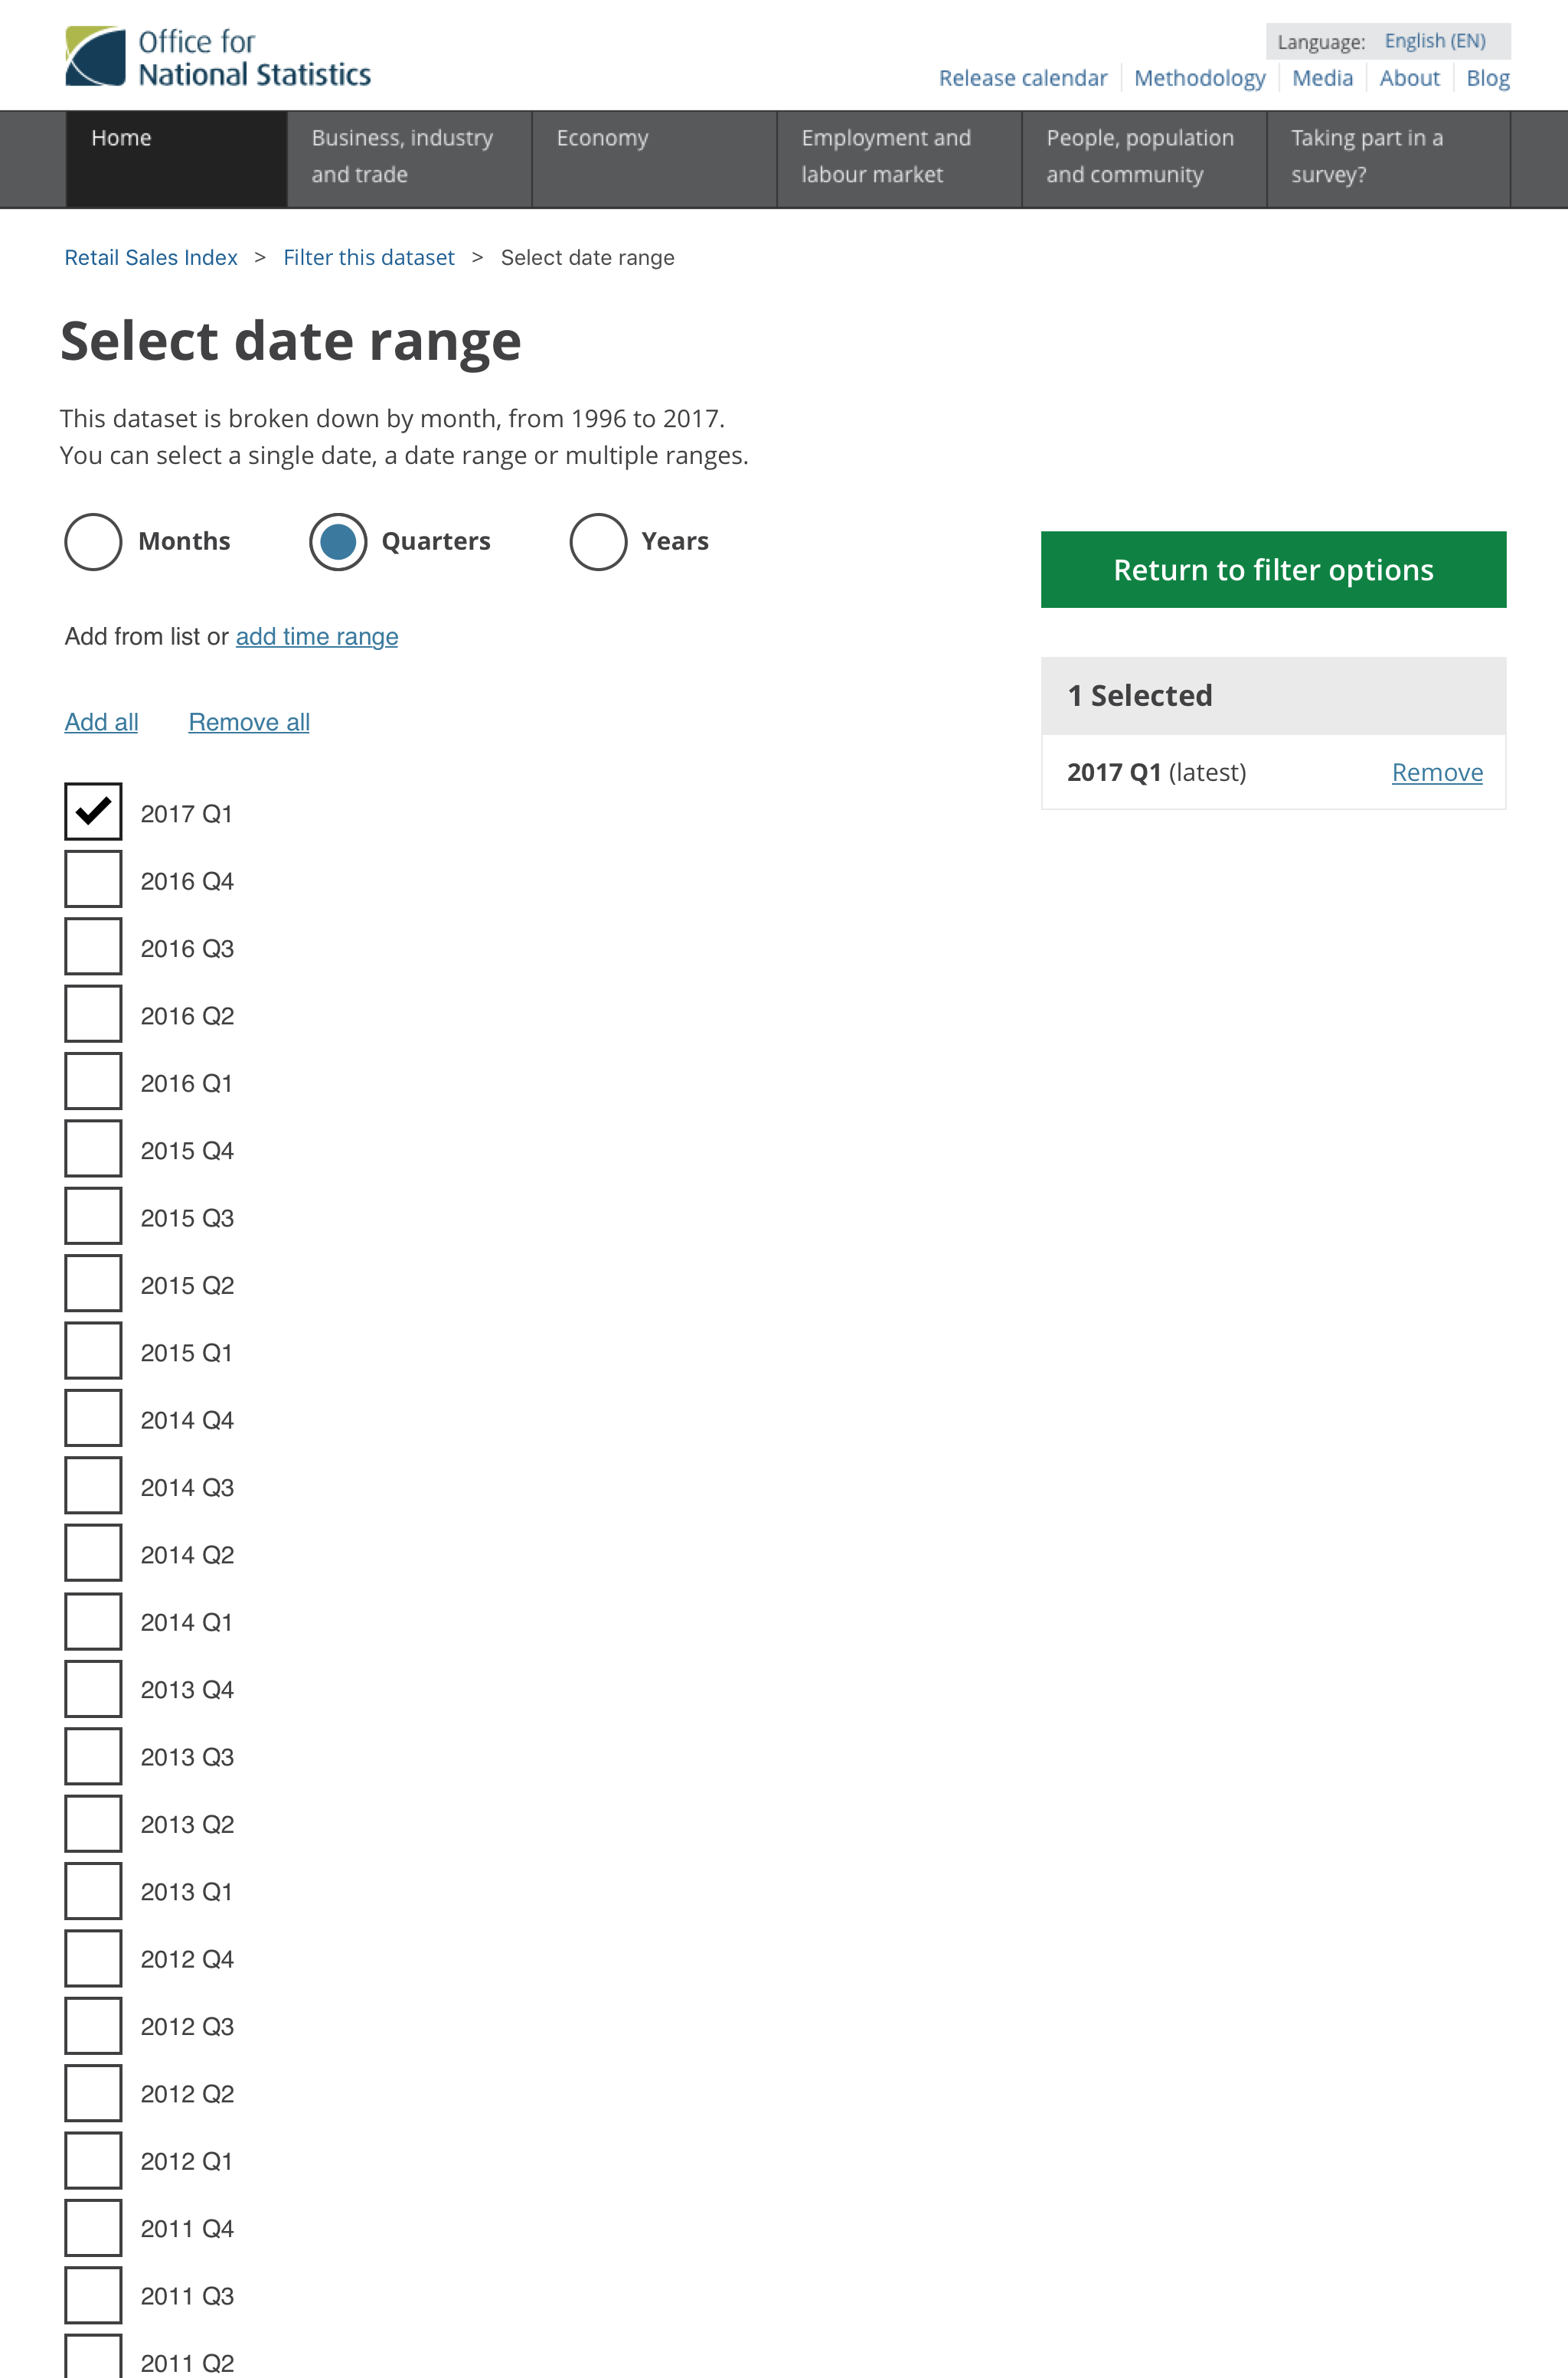 Office for
National Statistics
Language: English (EN)
Release calendar Methodology Media About Blog
Home
Business, industry
and trade
Economy
Employment and
labour market
People, population
and community
Taking part in a
survey?
Retail Sales Index > Filter this dataset > Select date range
Select date range
This dataset is broken down by month, from 1996 to 2017.
You can select a single date, a date range or multiple ranges.
Months Quarters Years
Add from list or add time range
Add all Remove all
2017 Q1
2016 Q4
2016 Q3
2016 Q2
2016 Q1
2015 Q4
2015 Q3
2015 Q2
2015 Q1
2014 Q4
2014 Q3
2014 Q2
2014 Q1
2013 Q4
2013 Q3
2013 Q2
2013 Q1
2012 Q4
2012 Q3
2012 Q2
2012 Q1
2011 Q4
2011 Q3
2011 Q2
Return to filter options
1 Selected
2017 Q1 (latest) Remove